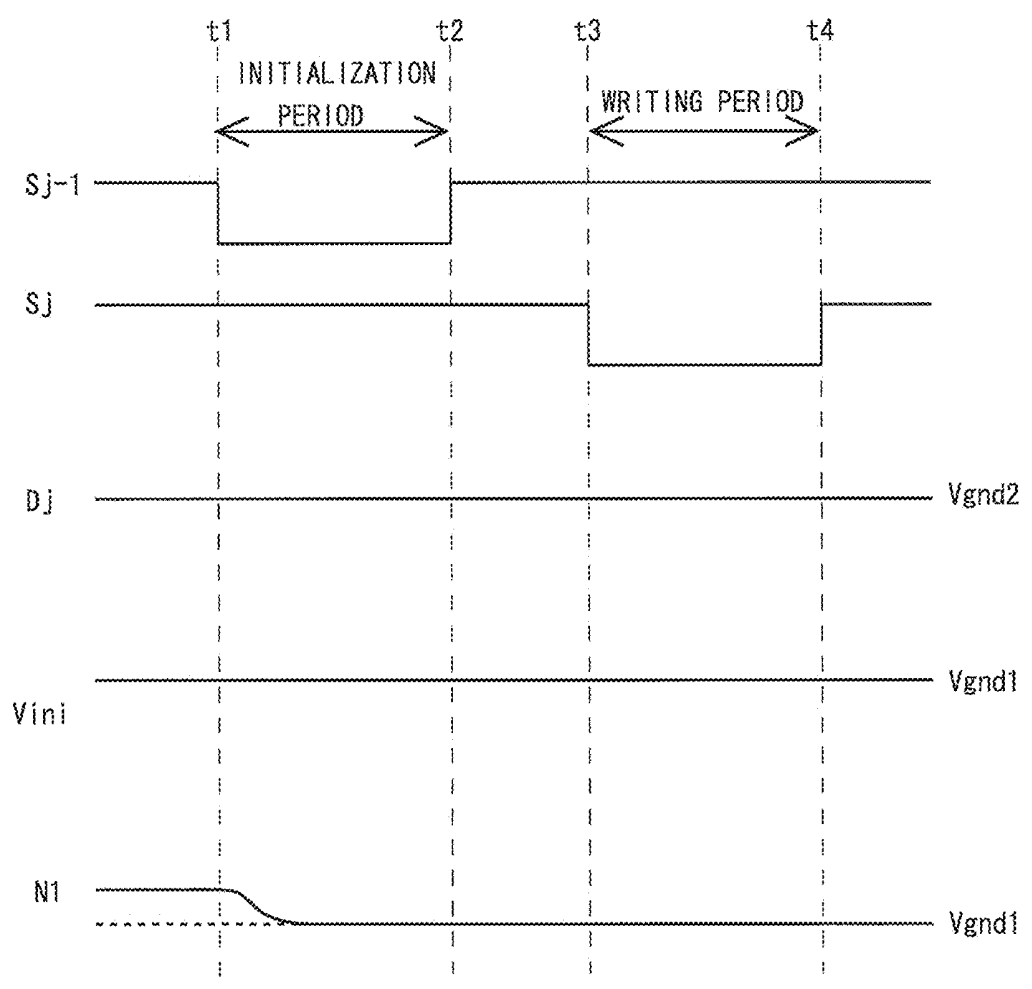 t1 t2 t3 t4
INITIALIZATION
PERIOD
WRITING PERIOD
Sj-1
Sj
Dj Vgnd2
Vgnd1
Vini
N1
Vgnd1